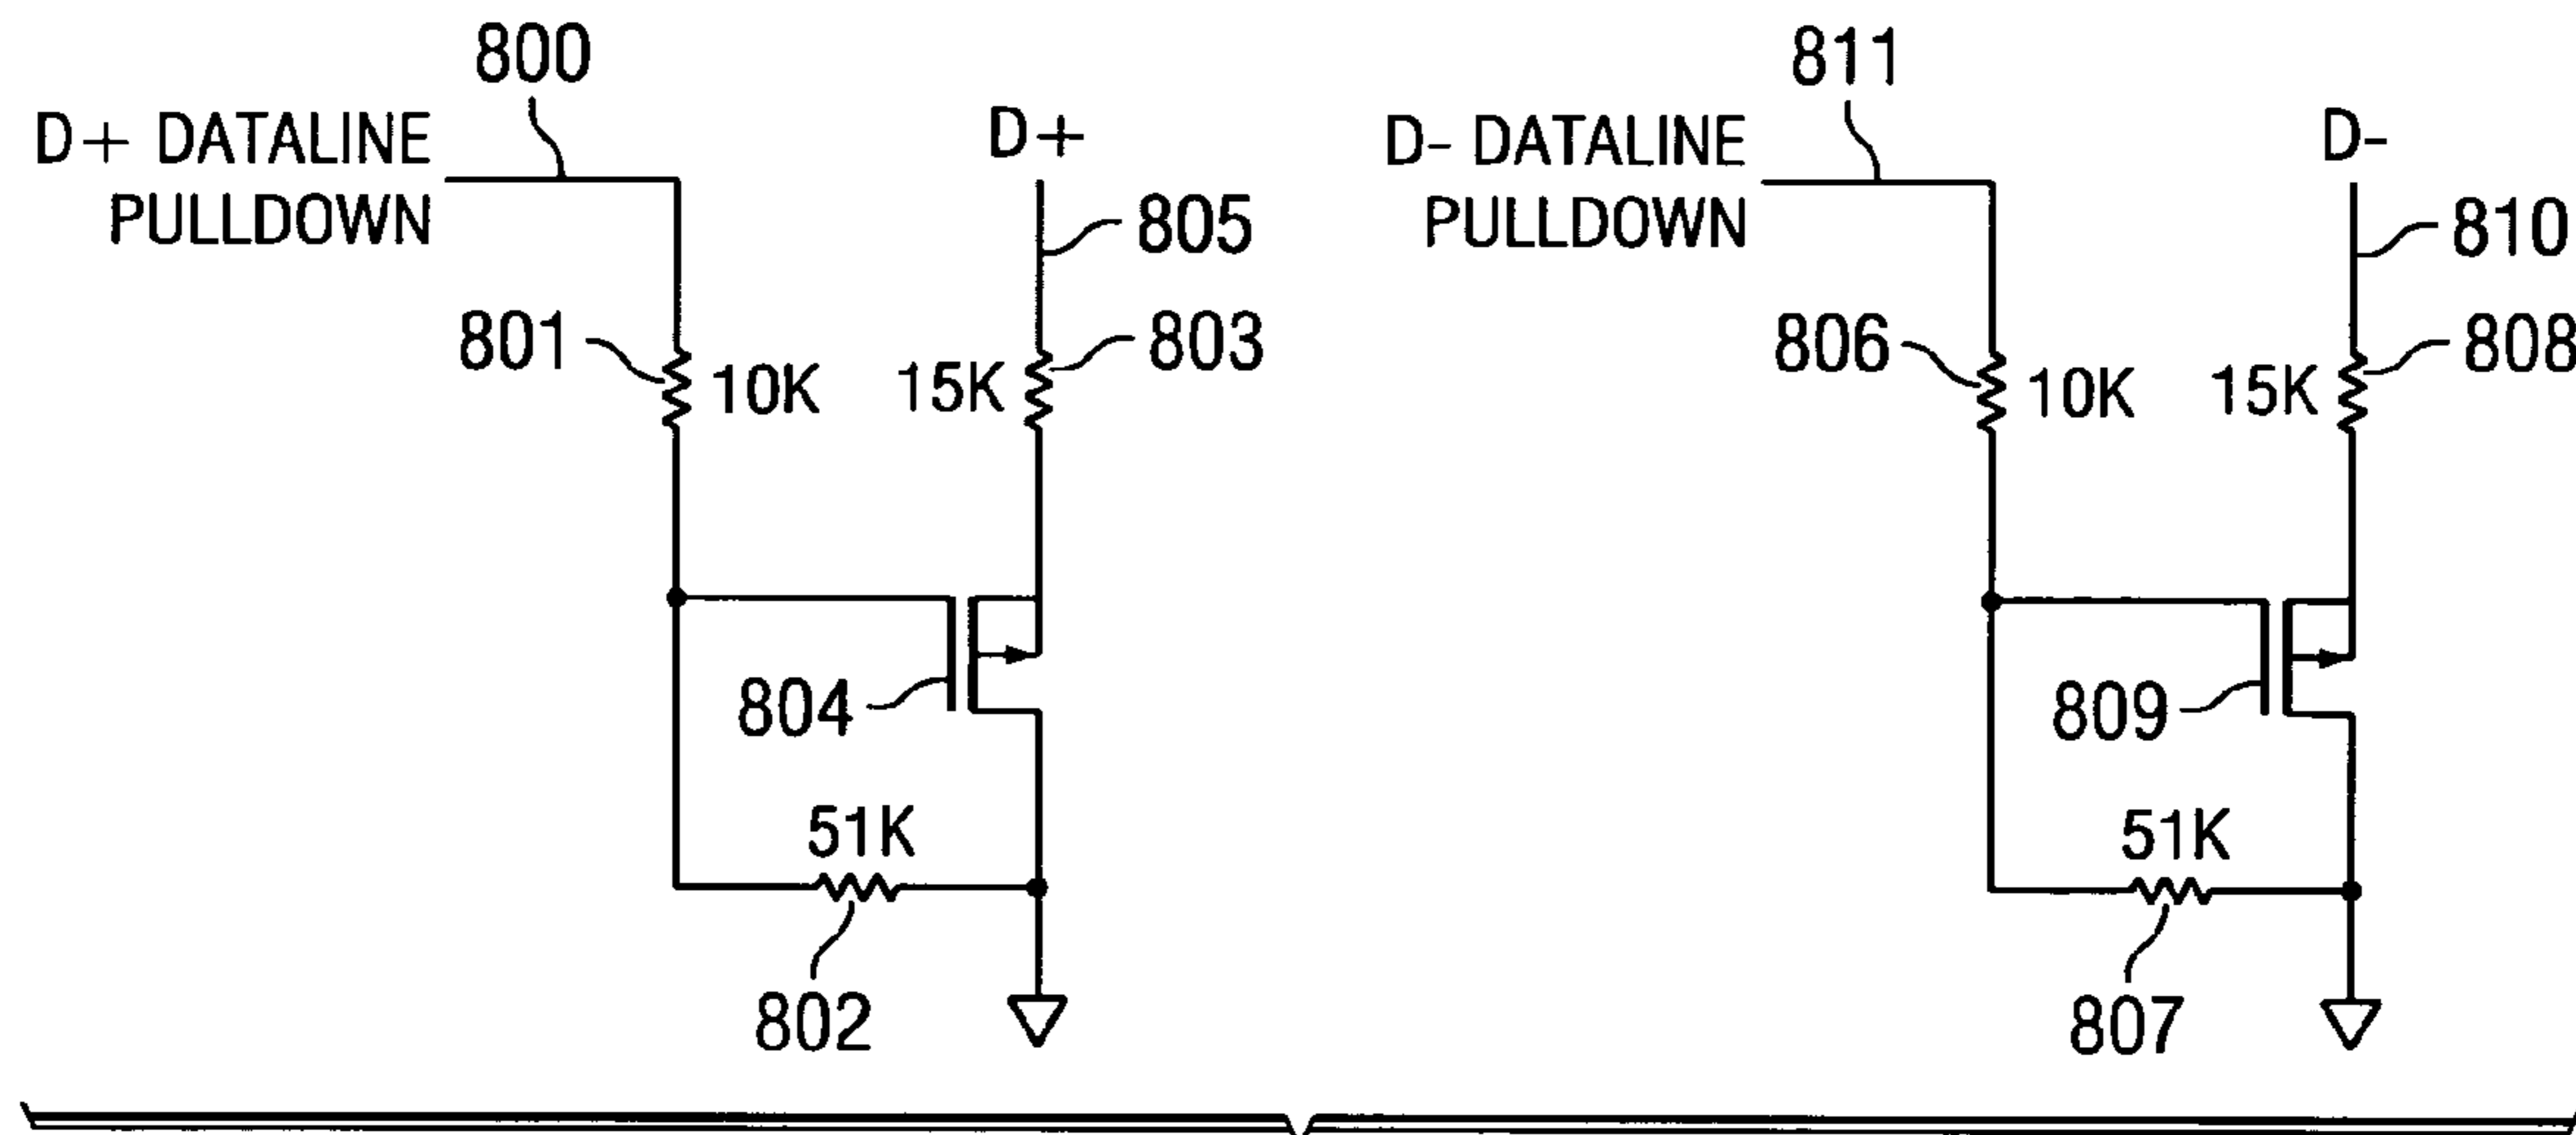 800
D+ DATALINE
PULLDOWN
D+
805
801
10K
15K
803
804
51K
802
811
D- DATALINE
PULLDOWN
D-
810
806
10K
15K
808
809
51K
807